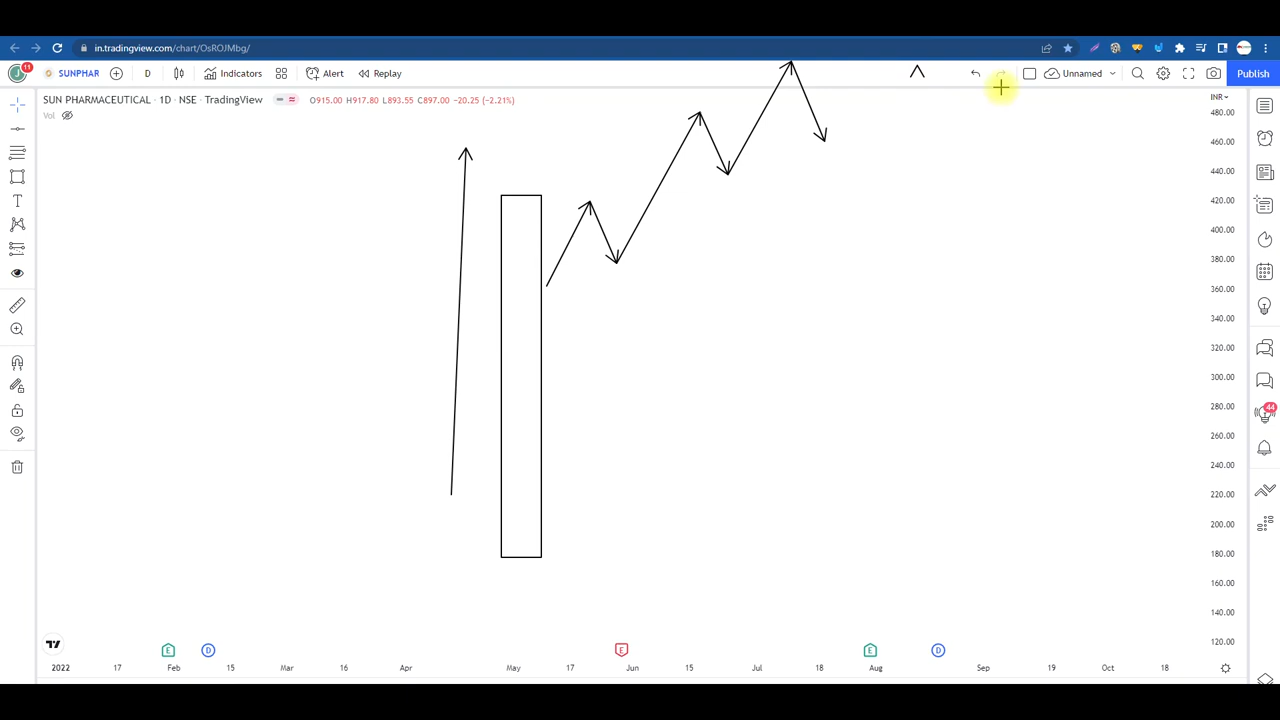 in.tradingview.com/chart/OsROJMbg/
11
SUNPHAR
D
Indicators
Alert
Replay
Unnamed
Publish
SUN PHARMACEUTICAL · 1D · NSE · TradingView
O915.00 H917.80 L893.55 C897.00 −20.25 (−2.21%)
Vol
INR
480.00
460.00
440.00
420.00
400.00
380.00
360.00
340.00
320.00
300.00
280.00
260.00
240.00
220.00
200.00
180.00
160.00
140.00
120.00
44
T
E
D
E
E
D
2022
17
Feb
15
Mar
16
Apr
May
17
Jun
15
Jul
18
Aug
Sep
19
Oct
18